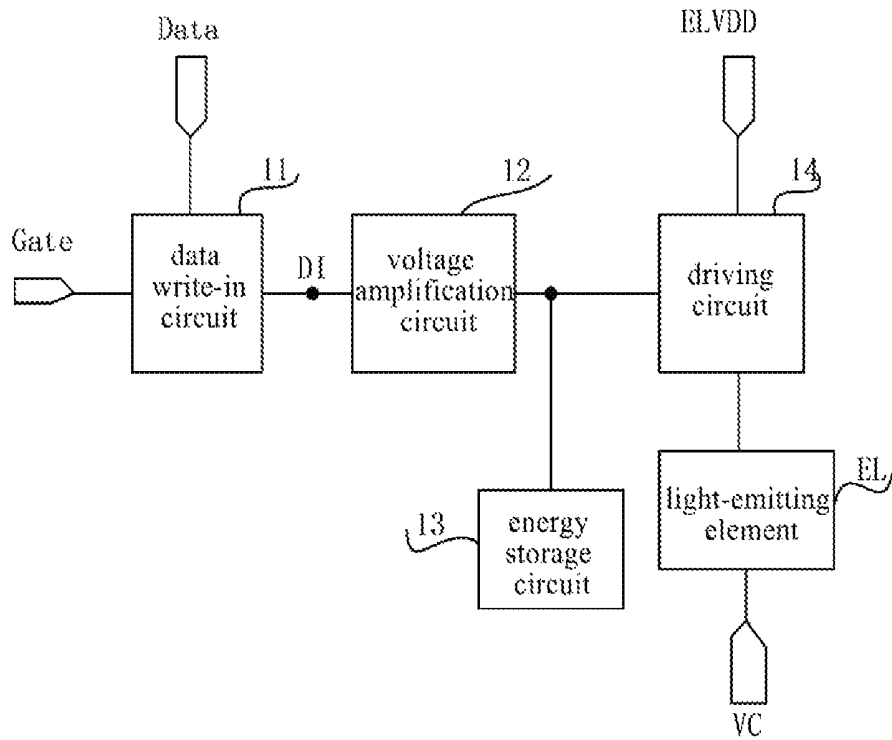 Data
ELVDD
11
12
14
Gate
data
write-in
circuit
DI
voltage
amplification
circuit
driving
circuit
13
energy
storage
circuit
light-emitting
element
EL
VC